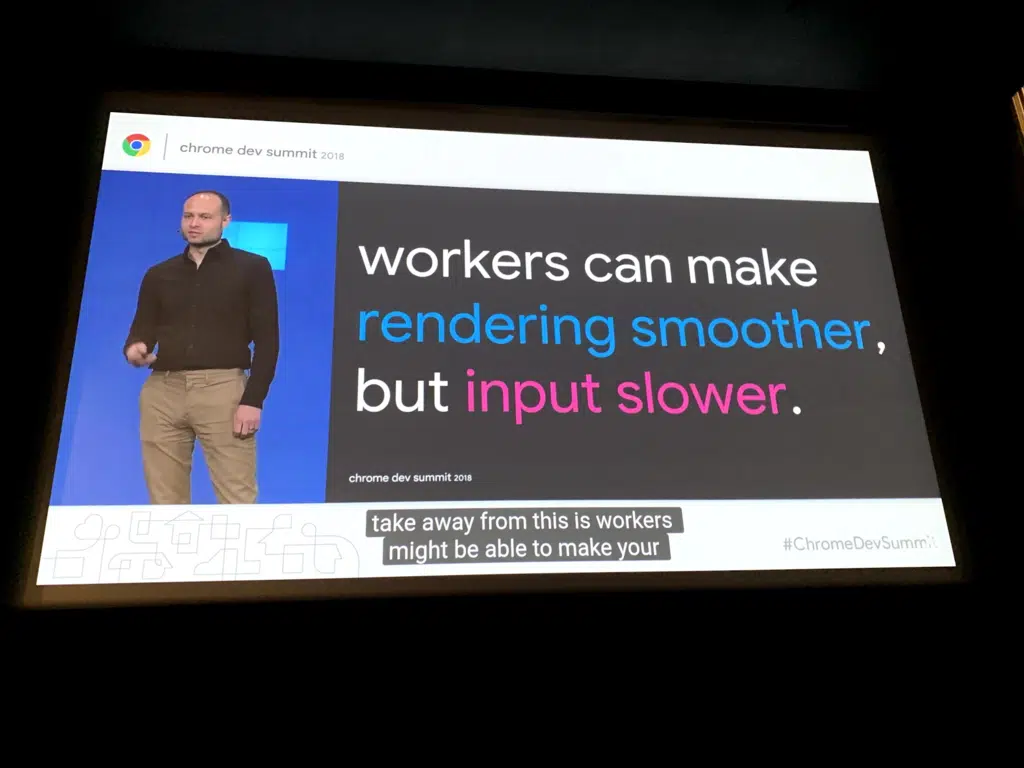 chrome dev summit 2018
workers can make
rendering smoother,
but input slower.
chrome dev summit 2018
take away from this is workers
might be able to make your
#ChromeDevSummit